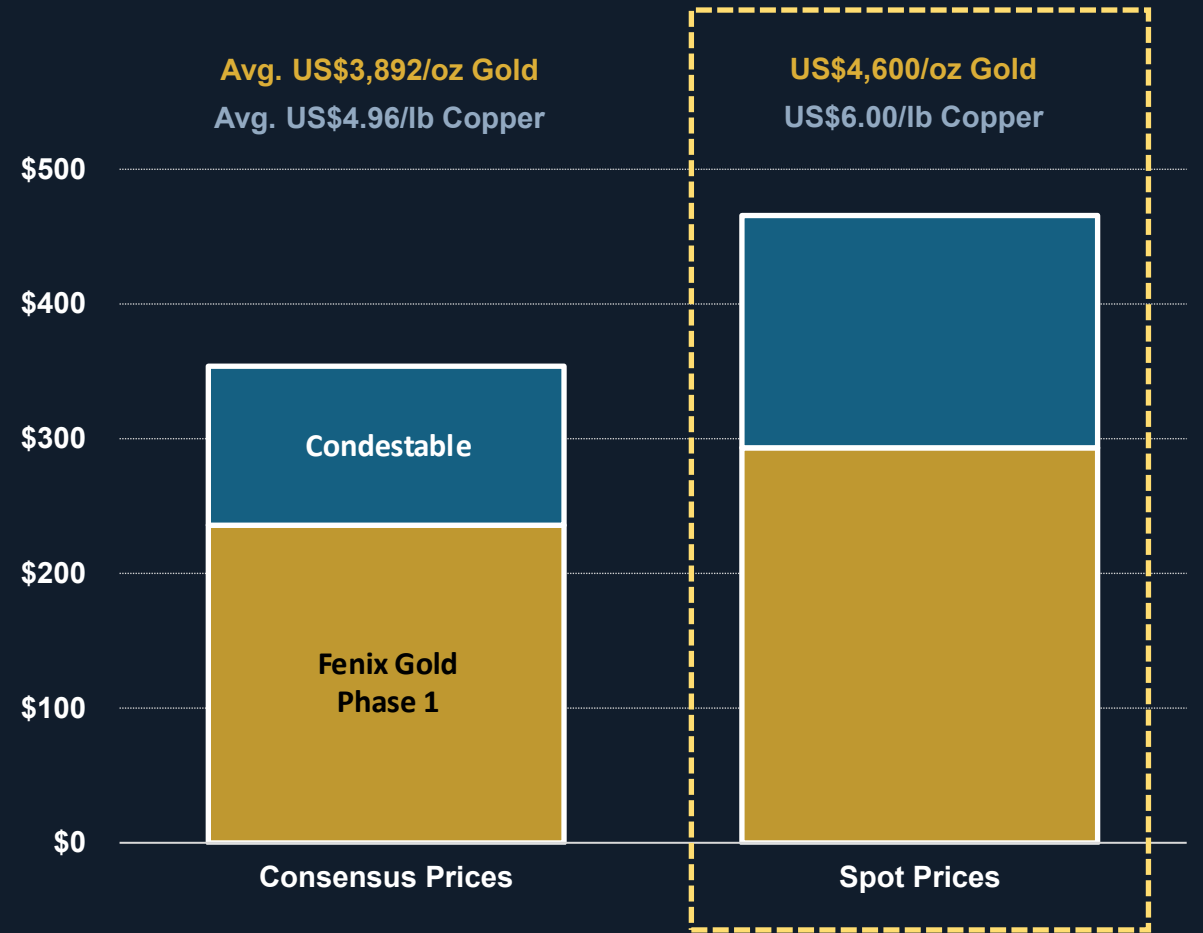 Avg. US$3,892/oz Gold
Avg. US$4.96/lb Copper
US$4,600/oz Gold
US$6.00/lb Copper
$500
$400
$300
$200
$100
$0
Condestable
Fenix Gold
Phase 1
Consensus Prices
Spot Prices